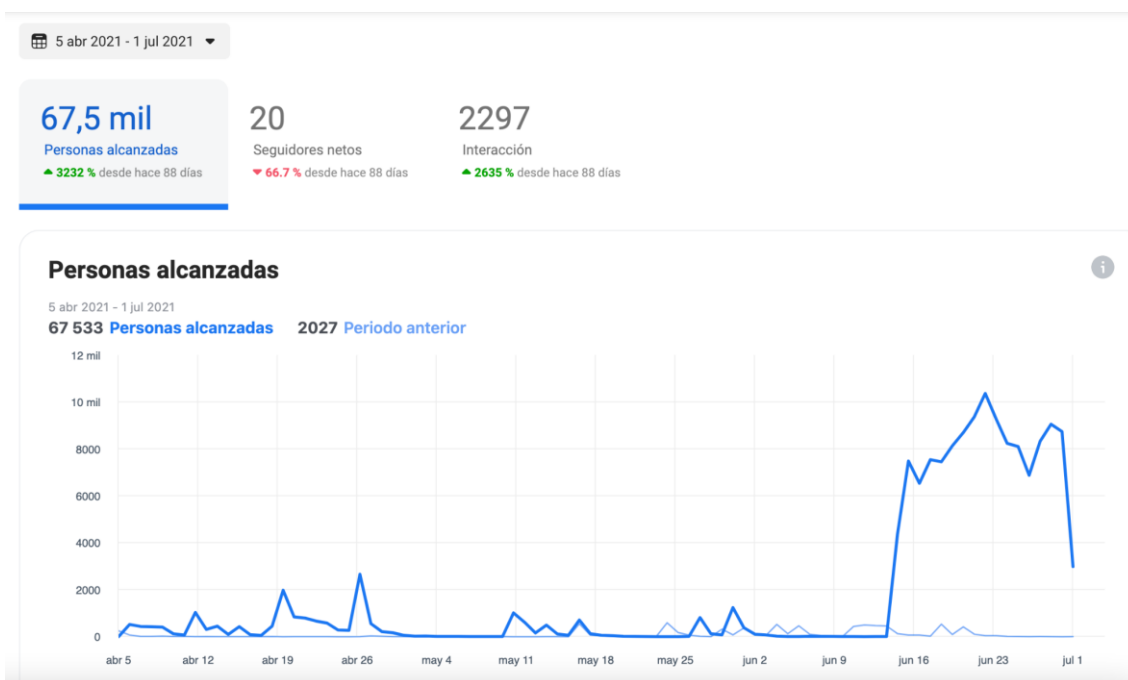 5 abr 2021 - 1 jul 2021
67,5 mil
Personas alcanzadas
3232 % desde hace 88 días
20
Seguidores netos
66.7 % desde hace 88 días
2297
Interacción
2635 % desde hace 88 días
Personas alcanzadas
5 abr 2021 - 1 jul 2021
67 533 Personas alcanzadas 2027 Periodo anterior
12 mil
10 mil
8000
6000
4000
2000
0
abr 5 abr 12 abr 19 abr 26 may 4 may 11 may 18 may 25 jun 2 jun 9 jun 16 jun 23 jul 1